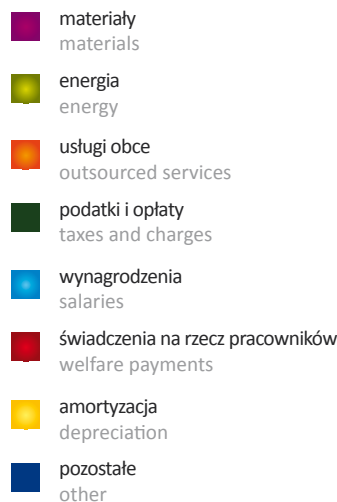 materiały
materials
energia
energy
usługi obce
outsourced services
podatki i opłaty
taxes and charges
wynagrodzenia
salaries
świadczenia na rzecz pracowników
welfare payments
amortyzacja
depreciation
pozostałe
other